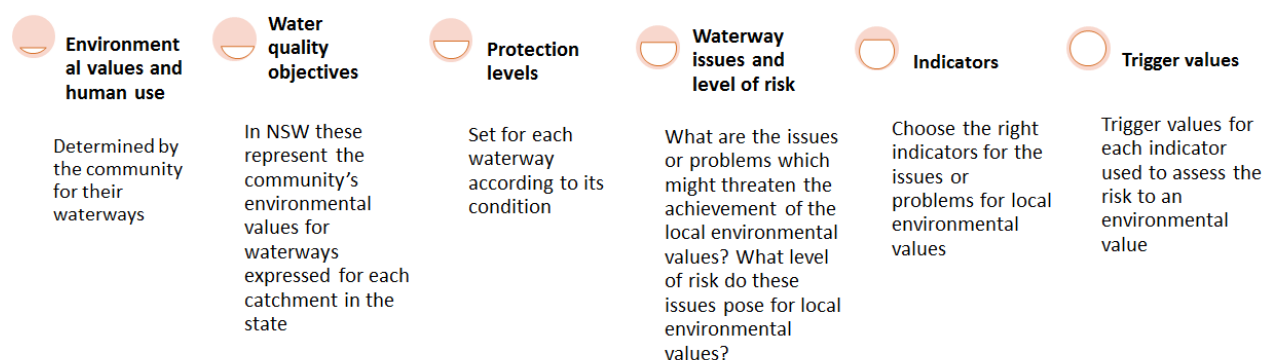 Environment
al values and
human use
Determined by
the community
for their
waterways
Water
quality
objectives
In NSW these
represent the
community's
environmental
values for
waterways
expressed for each
catchment in the
state
Protection
levels
Set for each
waterway
according to its
condition
Waterway
issues and
level of risk
What are the issues
or problems which
might threaten the
achievement of the
local environmental
values? What level
of risk do these
issues pose for local
environmental
values?
Indicators
Choose the right
indicators for the
issues or
problems for local
environmental
values
Trigger values
Trigger values for
each indicator
used to assess the
risk to an
environmental
value